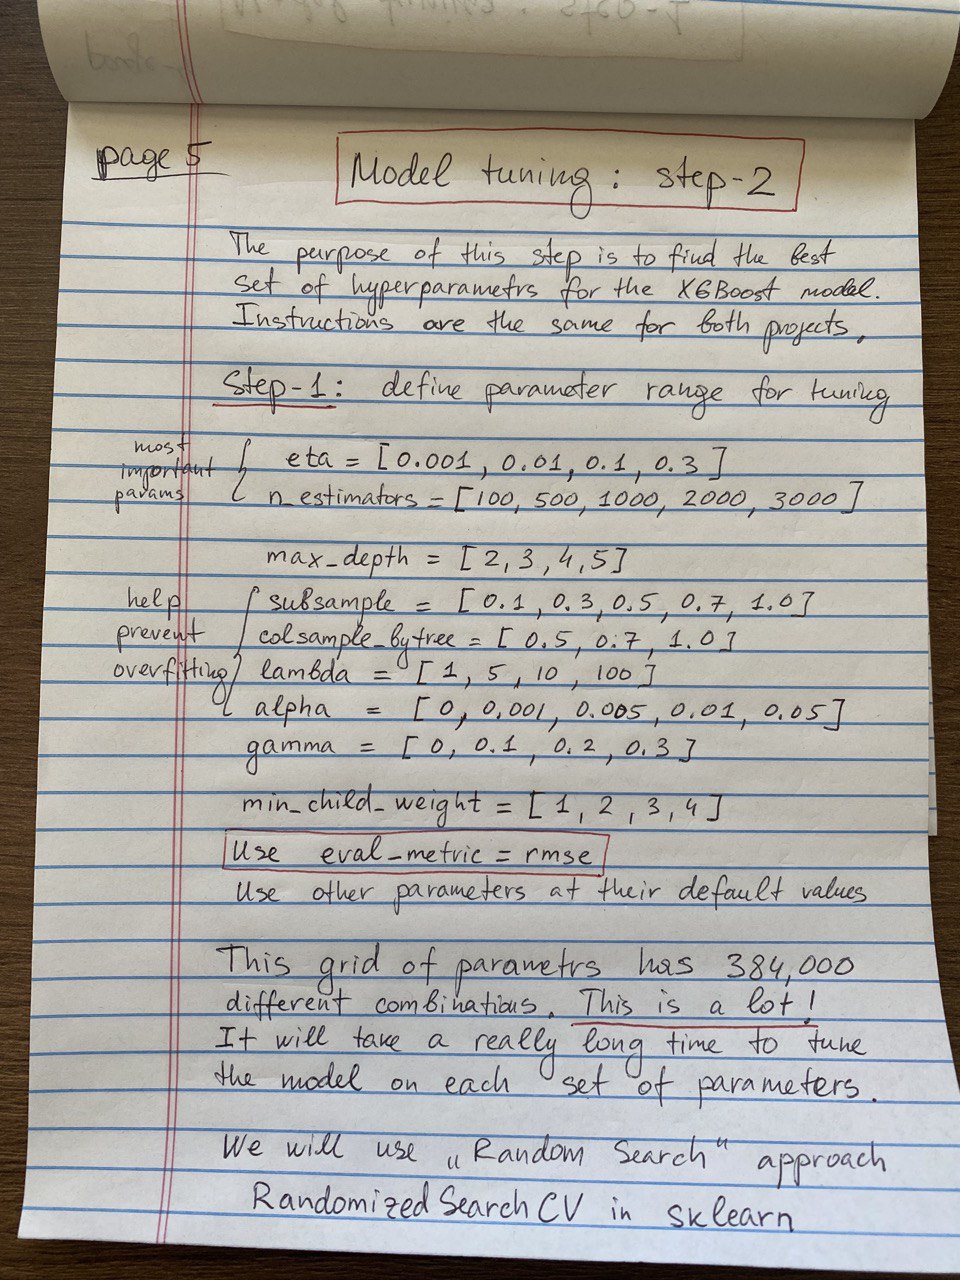 page 5
Model tuning: step-2
The purpose of this step is to find the best
set of hyperparametrs for the XGBoost model.
Instructions are the same for both projects.
Step-1: define parameter range for tuning
most
important
params
eta = [0.001, 0.01, 0.1, 0.3]
n_estimators = [100, 500, 1000, 2000, 3000]
max_depth = [2, 3, 4, 5]
help
prevent
overfitting
subsample = [0.1, 0.3, 0.5, 0.7, 1.0]
colsample_bytree = [0.5, 0.7, 1.0]
lambda = [1, 5, 10, 100]
alpha = [0, 0.001, 0.005, 0.01, 0.05]
gamma = [0, 0.1, 0.2, 0.3]
min_child_weight = [1, 2, 3, 4]
Use eval_metric = rmse
Use other parameters at their default values
This grid of parametrs has 384,000
different combinations. This is a lot!
It will take a really long time to tune
the model on each set of parameters.
We will use „Random Search“ approach
RandomizedSearchCV in sklearn